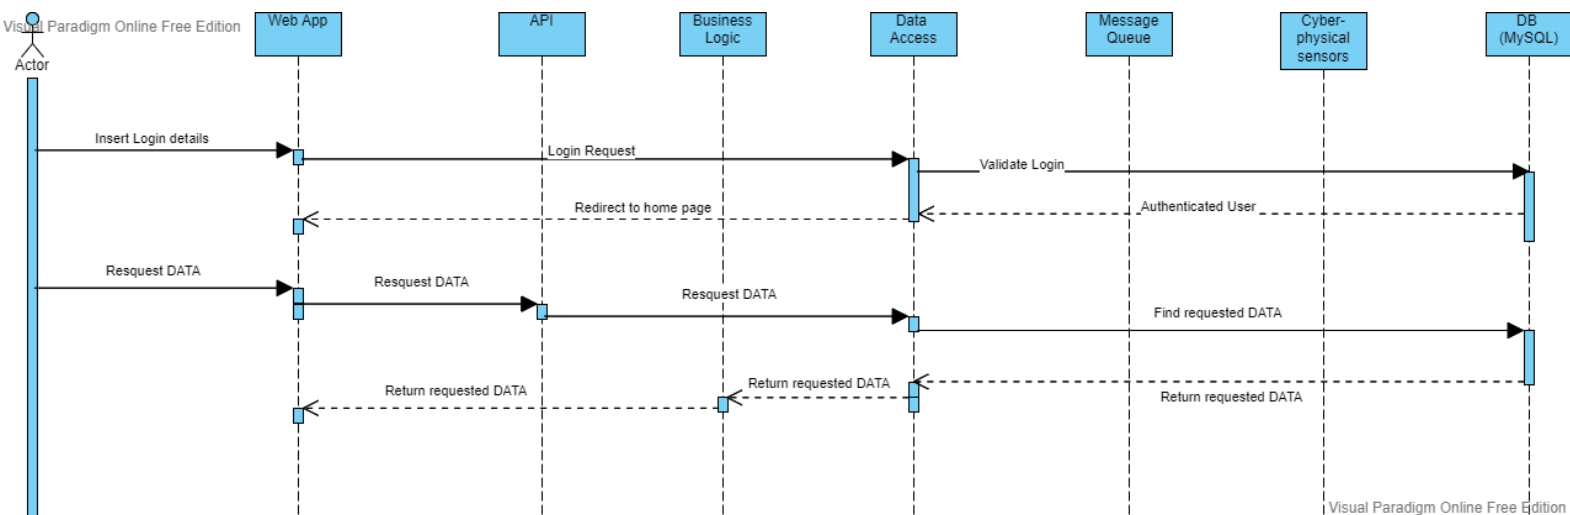 Visual Paradigm Online Free Edition
Actor
Web App
API
Business
Logic
Data
Access
Message
Queue
Cyber-
physical
sensors
DB
(MySQL)
Insert Login details
Login Request
Validate Login
Redirect to home page
Authenticated User
Resquest DATA
Resquest DATA
Resquest DATA
Find requested DATA
Return requested DATA
Return requested DATA
Return requested DATA
Visual Paradigm Online Free Edition